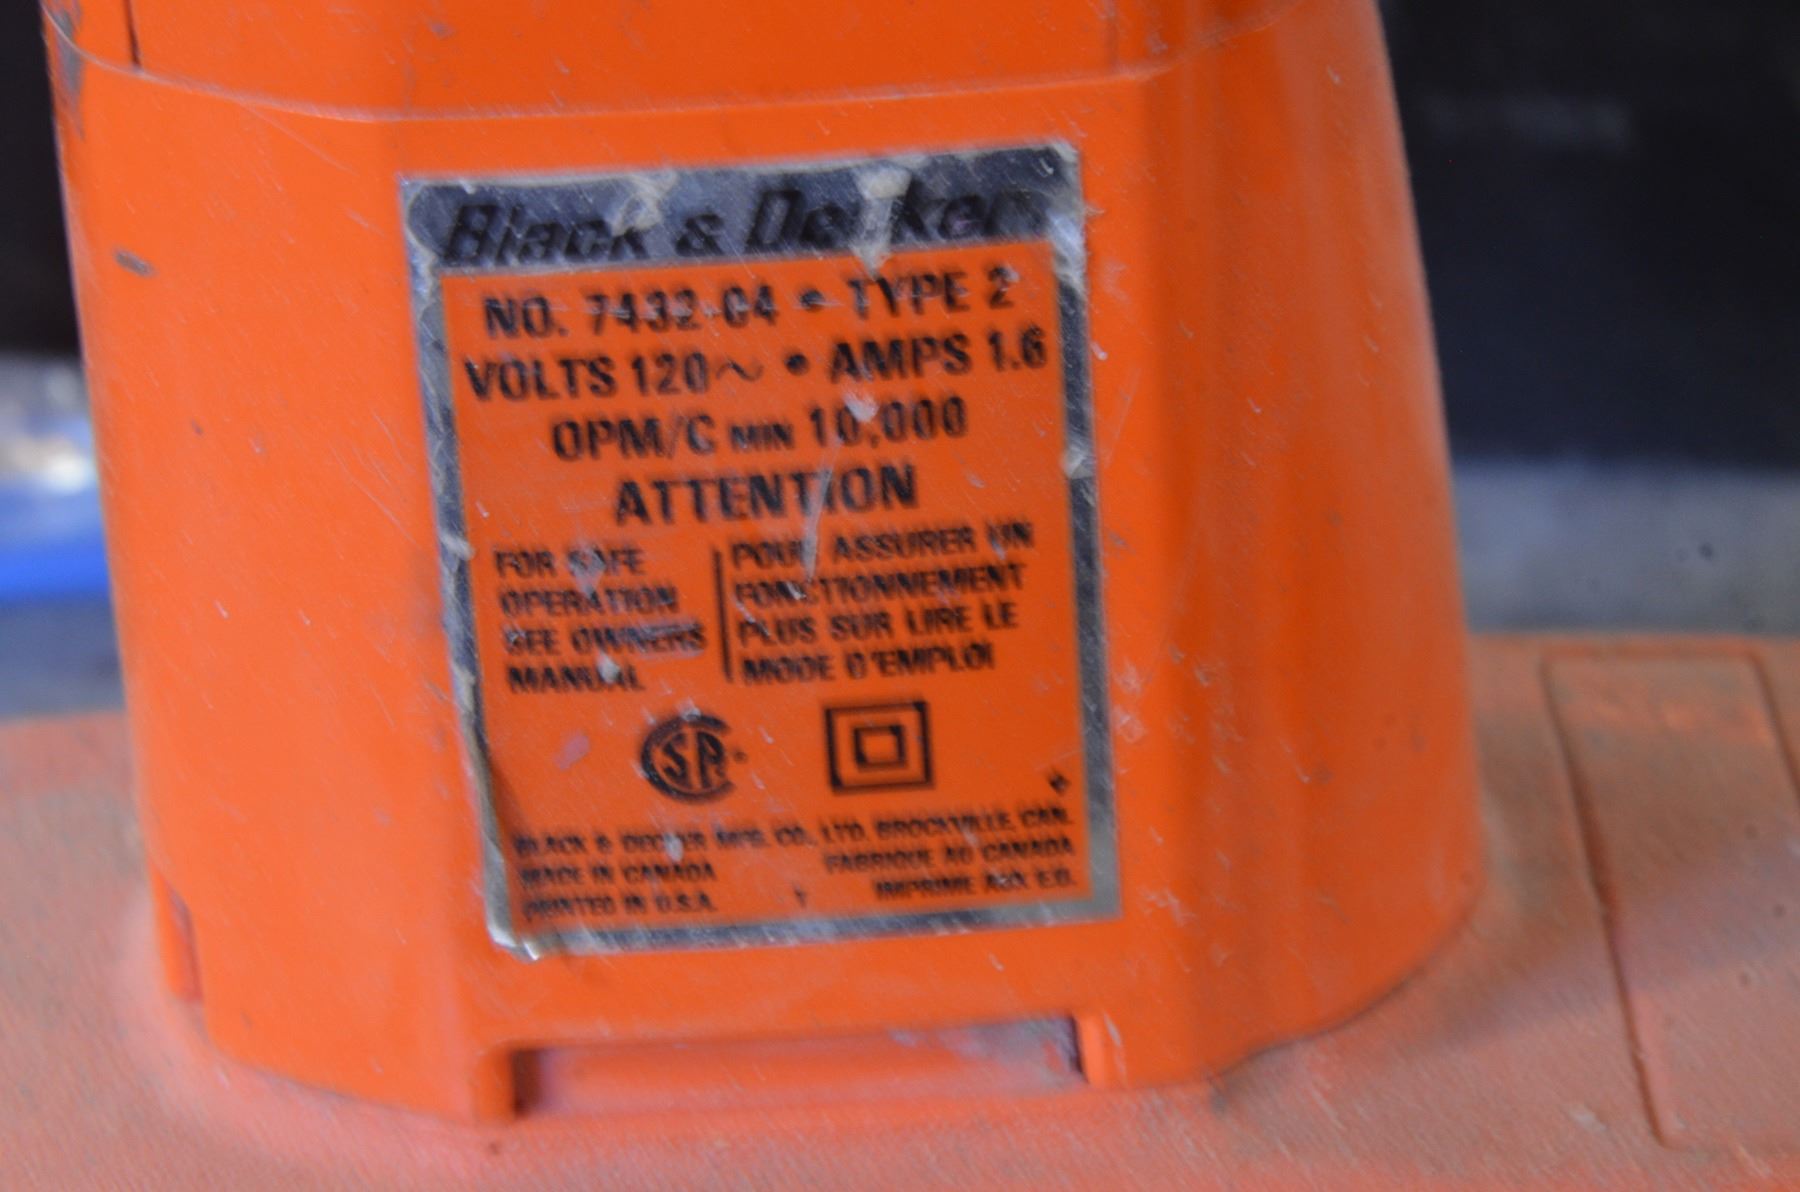 Black & Decker
NO. 7432-04 • TYPE 2
VOLTS 120~ • AMPS 1.6
OPM/C MIN 10,000
ATTENTION
FOR SAFE
OPERATION
SEE OWNERS
MANUAL
POUR ASSURER UN
FONCTIONNEMENT
PLUS SUR LIRE LE
MODE D'EMPLOI
CSA
BLACK & DECKER MFG. CO., LTD. BROCKVILLE, CAN.
MADE IN CANADA
FABRIQUE AU CANADA
PRINTED IN U.S.A.
IMPRIME AUX E.U.